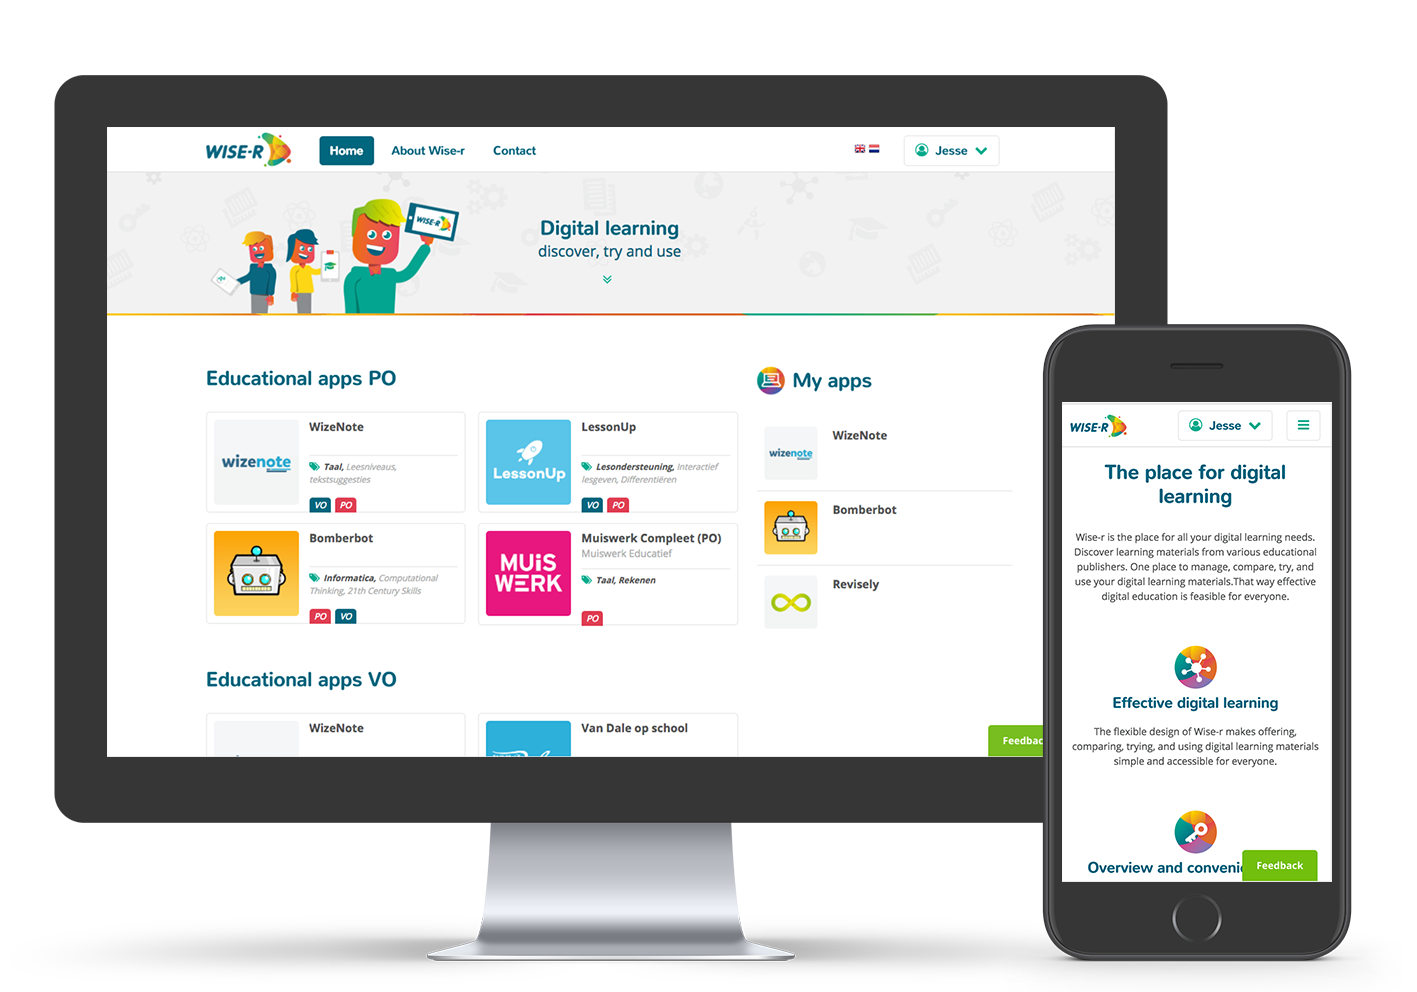 WISE-R
Home
About Wise-r
Contact
Jesse
WISE-R
Digital learning
discover, try and use
Educational apps PO
wizenote
WizeNote
Taal, Leesniveaus,
tekstsuggesties
VO PO
LessonUp
LessonUp
Lesondersteuning, Interactief
lesgeven, Differentiëren
VO PO
Bomberbot
Informatica, Computational
Thinking, 21th Century Skills
PO VO
MUiS
WERK
Muiswerk Compleet (PO)
Muiswerk Educatief
Taal, Rekenen
PO
My apps
wizenote
WizeNote
Bomberbot
Revisely
Educational apps VO
WizeNote
Van Dale op school
Feedbac
WISE-R
Jesse
The place for digital
learning
Wise-r is the place for all your digital learning needs.
Discover learning materials from various educational
publishers. One place to manage, compare, try, and
use your digital learning materials.That way effective
digital education is feasible for everyone.
Effective digital learning
The flexible design of Wise-r makes offering,
comparing, trying, and using digital learning materials
simple and accessible for everyone.
Overview and conveni
Feedback